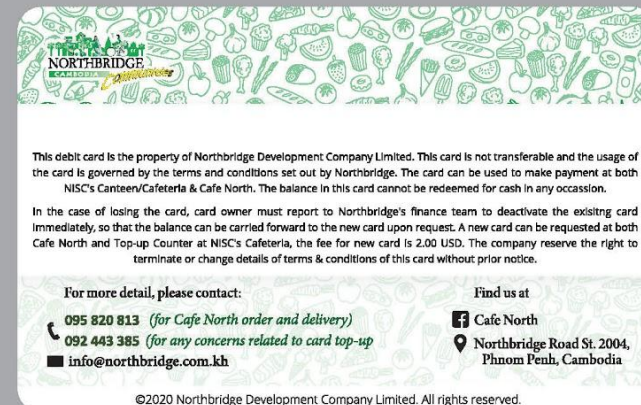 NORTHBRIDGE
CAMBODIA Communities
This debit card is the property of Northbridge Development Company Limited. This card is not transferable and the usage of
the card is governed by the terms and conditions set out by Northbridge. The card can be used to make payment at both
NISC's Canteen/Cafeteria & Cafe North. The balance in this card cannot be redeemed for cash in any occassion.
In the case of losing the card, card owner must report to Northbridge's finance team to deactivate the exisitng card
immediately, so that the balance can be carried forward to the new card upon request. A new card can be requested at both
Cafe North and Top-up Counter at NISC's Cafeteria, the fee for new card is 2.00 USD. The company reserve the right to
terminate or change details of terms & conditions of this card without prior notice.
For more detail, please contact:
095 820 813 (for Cafe North order and delivery)
092 443 385 (for any concerns related to card top-up
info@northbridge.com.kh
Find us at
Cafe North
Northbridge Road St. 2004,
Phnom Penh, Cambodia
©2020 Northbridge Development Company Limited. All rights reserved.